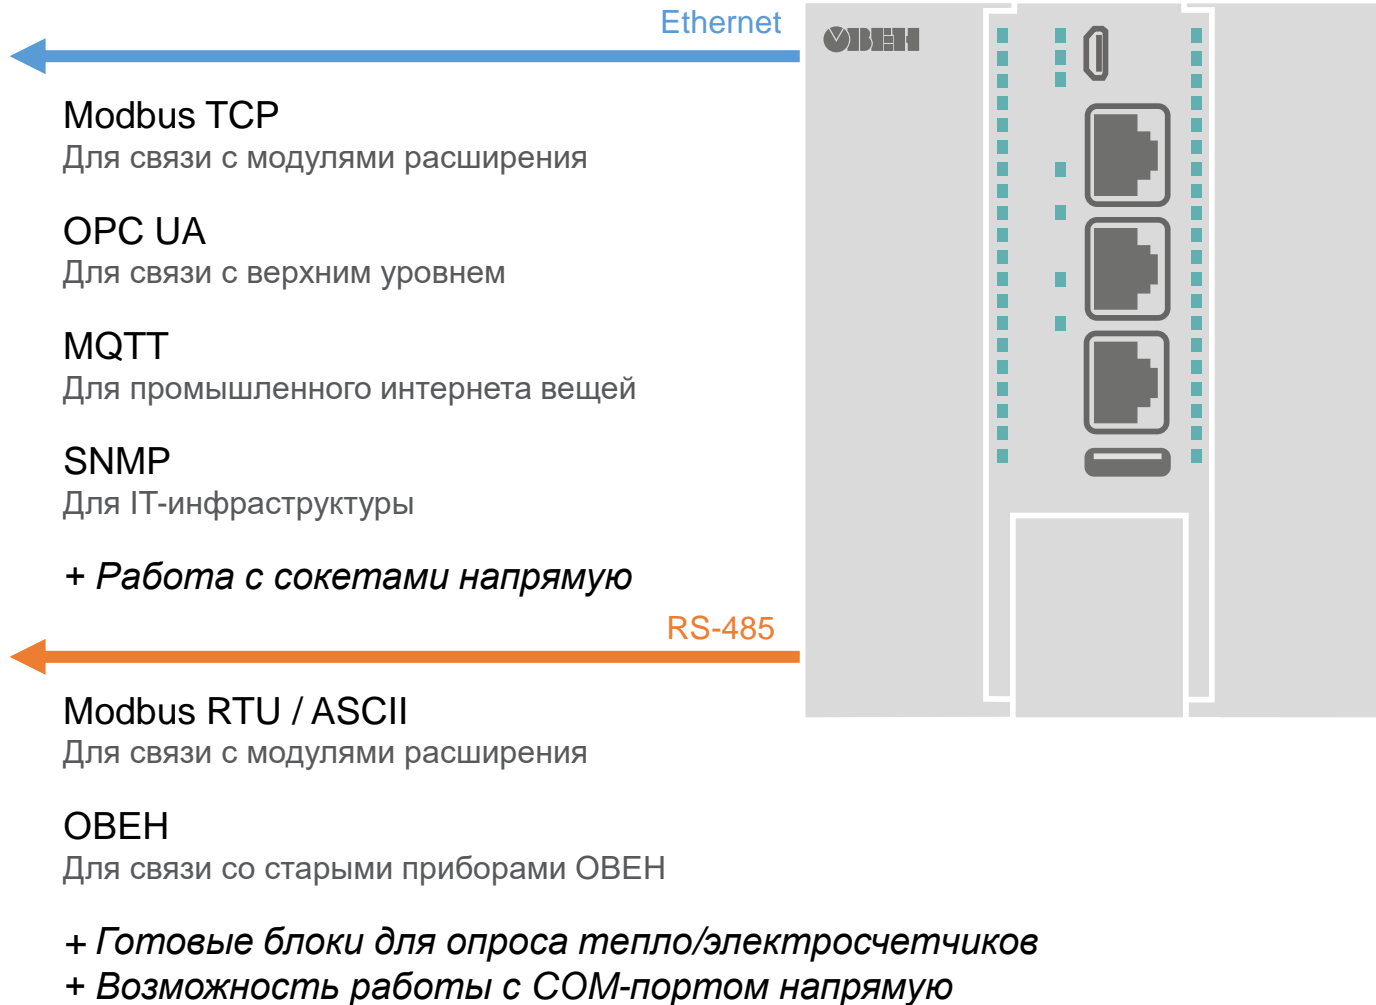 Ethernet
ОВЕН
Modbus TCP
Для связи с модулями расширения
OPC UA
Для связи с верхним уровнем
MQTT
Для промышленного интернета вещей
SNMP
Для IT-инфраструктуры
+ Работа с сокетами напрямую
RS-485
Modbus RTU / ASCII
Для связи с модулями расширения
ОВЕН
Для связи со старыми приборами ОВЕН
+ Готовые блоки для опроса тепло/электросчетчиков
+ Возможность работы с COM-портом напрямую